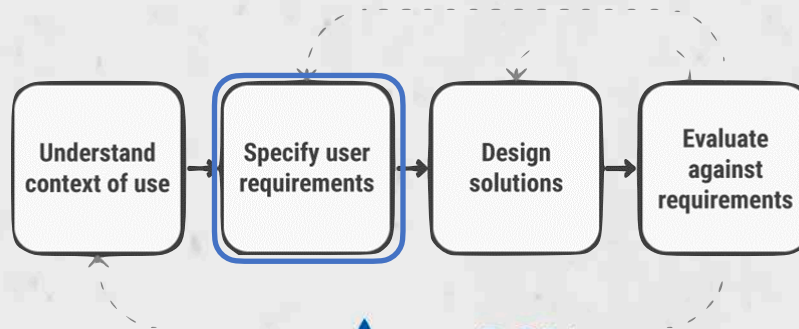 Understand
context of use
Specify user
requirements
Design
solutions
Evaluate
against
requirements